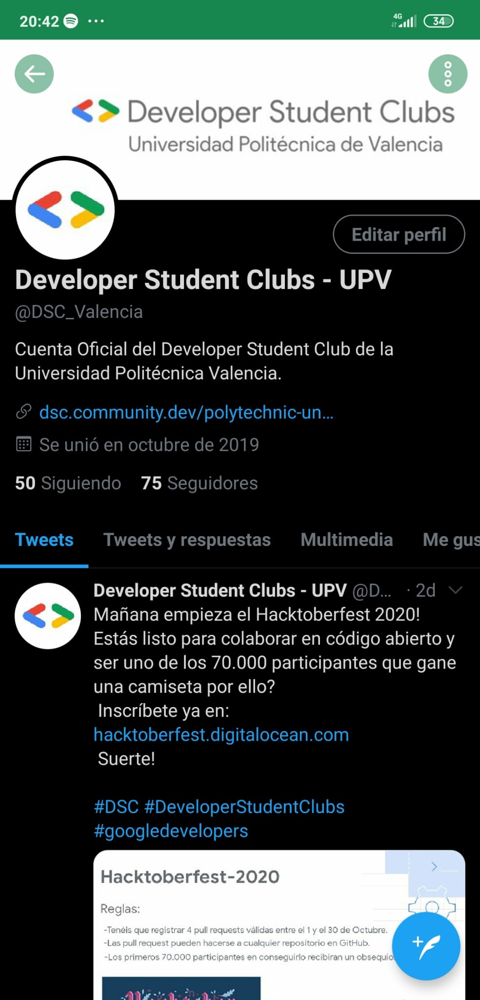 20:42
4G
34
Developer Student Clubs
Universidad Politécnica de Valencia
Editar perfil
Developer Student Clubs - UPV
@DSC_Valencia
Cuenta Oficial del Developer Student Club de la
Universidad Politécnica Valencia.
dsc.community.dev/polytechnic-un...
Se unió en octubre de 2019
50 Siguiendo 75 Seguidores
Tweets Tweets y respuestas Multimedia Me gus
Developer Student Clubs - UPV @D... · 2d
Mañana empieza el Hacktoberfest 2020!
Estás listo para colaborar en código abierto y
ser uno de los 70.000 participantes que gane
una camiseta por ello?
Inscríbete ya en:
hacktoberfest.digitalocean.com
Suerte!
#DSC #DeveloperStudentClubs
#googledevelopers
Hacktoberfest-2020
Reglas:
-Tenéis que registrar 4 pull requests válidas entre el 1 y el 30 de Octubre.
-Las pull request pueden hacerse a cualquier repositorio en GitHub.
-Los primeros 70.000 participantes en conseguirlo recibiran un obsequio.